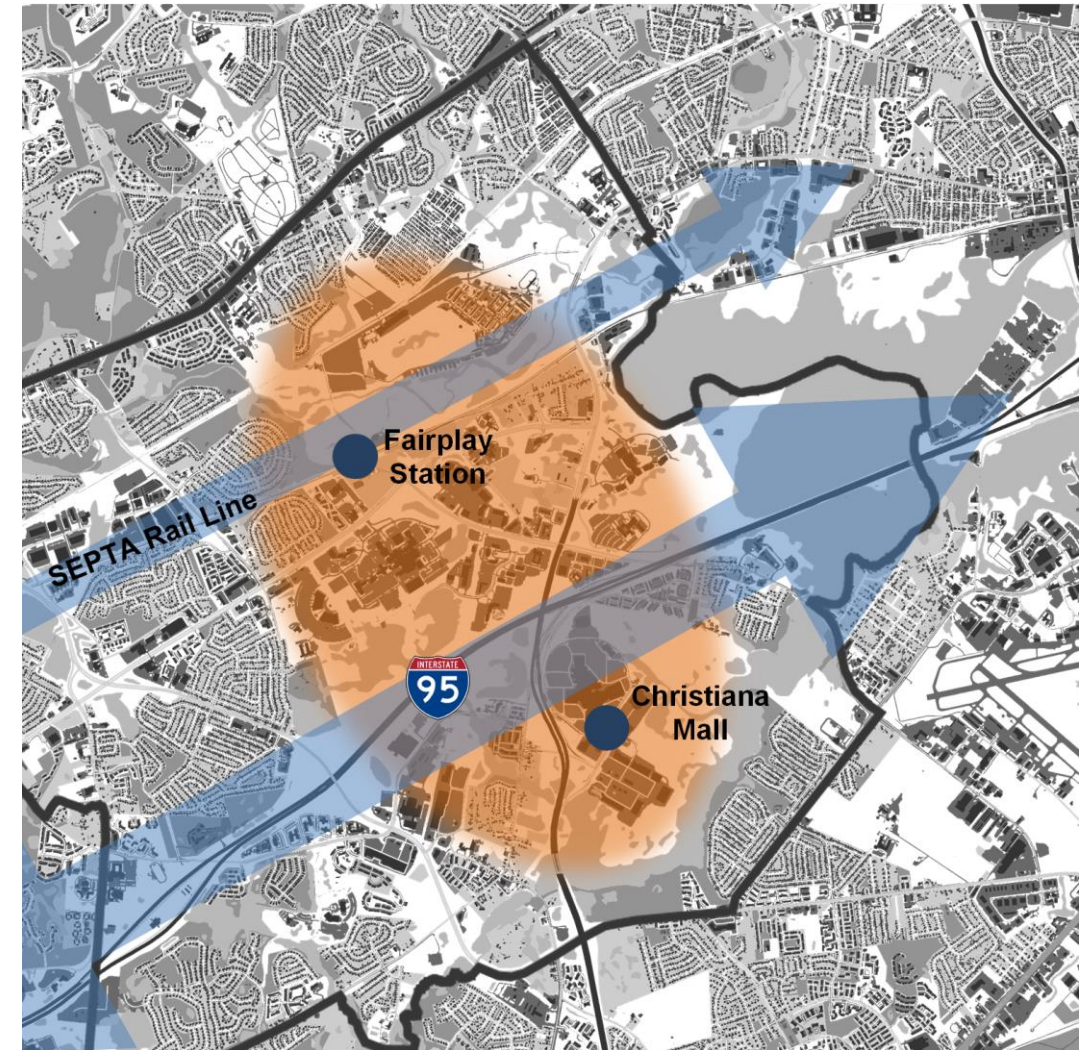 Fairplay
Station
SEPTA Rail Line
INTERSTATE
95
Christiana
Mall